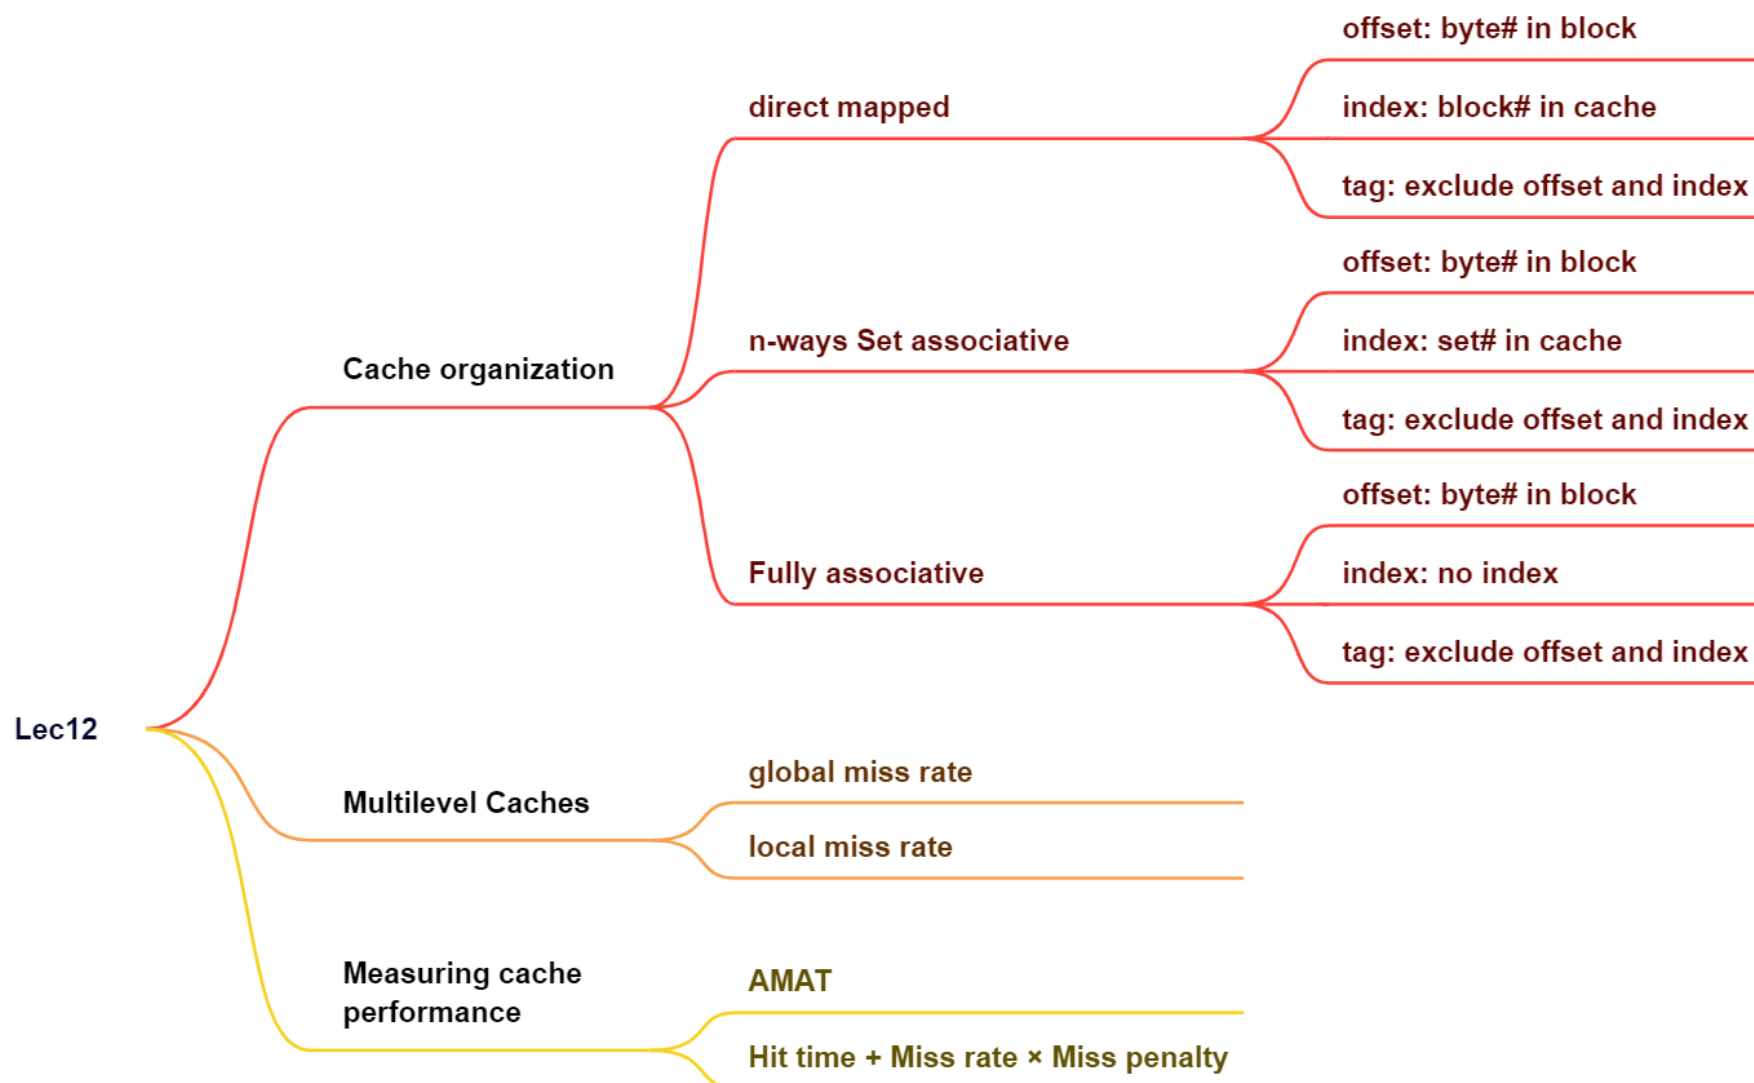 offset: byte# in block
direct mapped
index: block# in cache
tag: exclude offset and index
offset: byte# in block
n-ways Set associative
index: set# in cache
Cache organization
tag: exclude offset and index
offset: byte# in block
Fully associative
index: no index
tag: exclude offset and index
Lec12
global miss rate
Multilevel Caches
local miss rate
Measuring cache
performance
AMAT
Hit time + Miss rate × Miss penalty